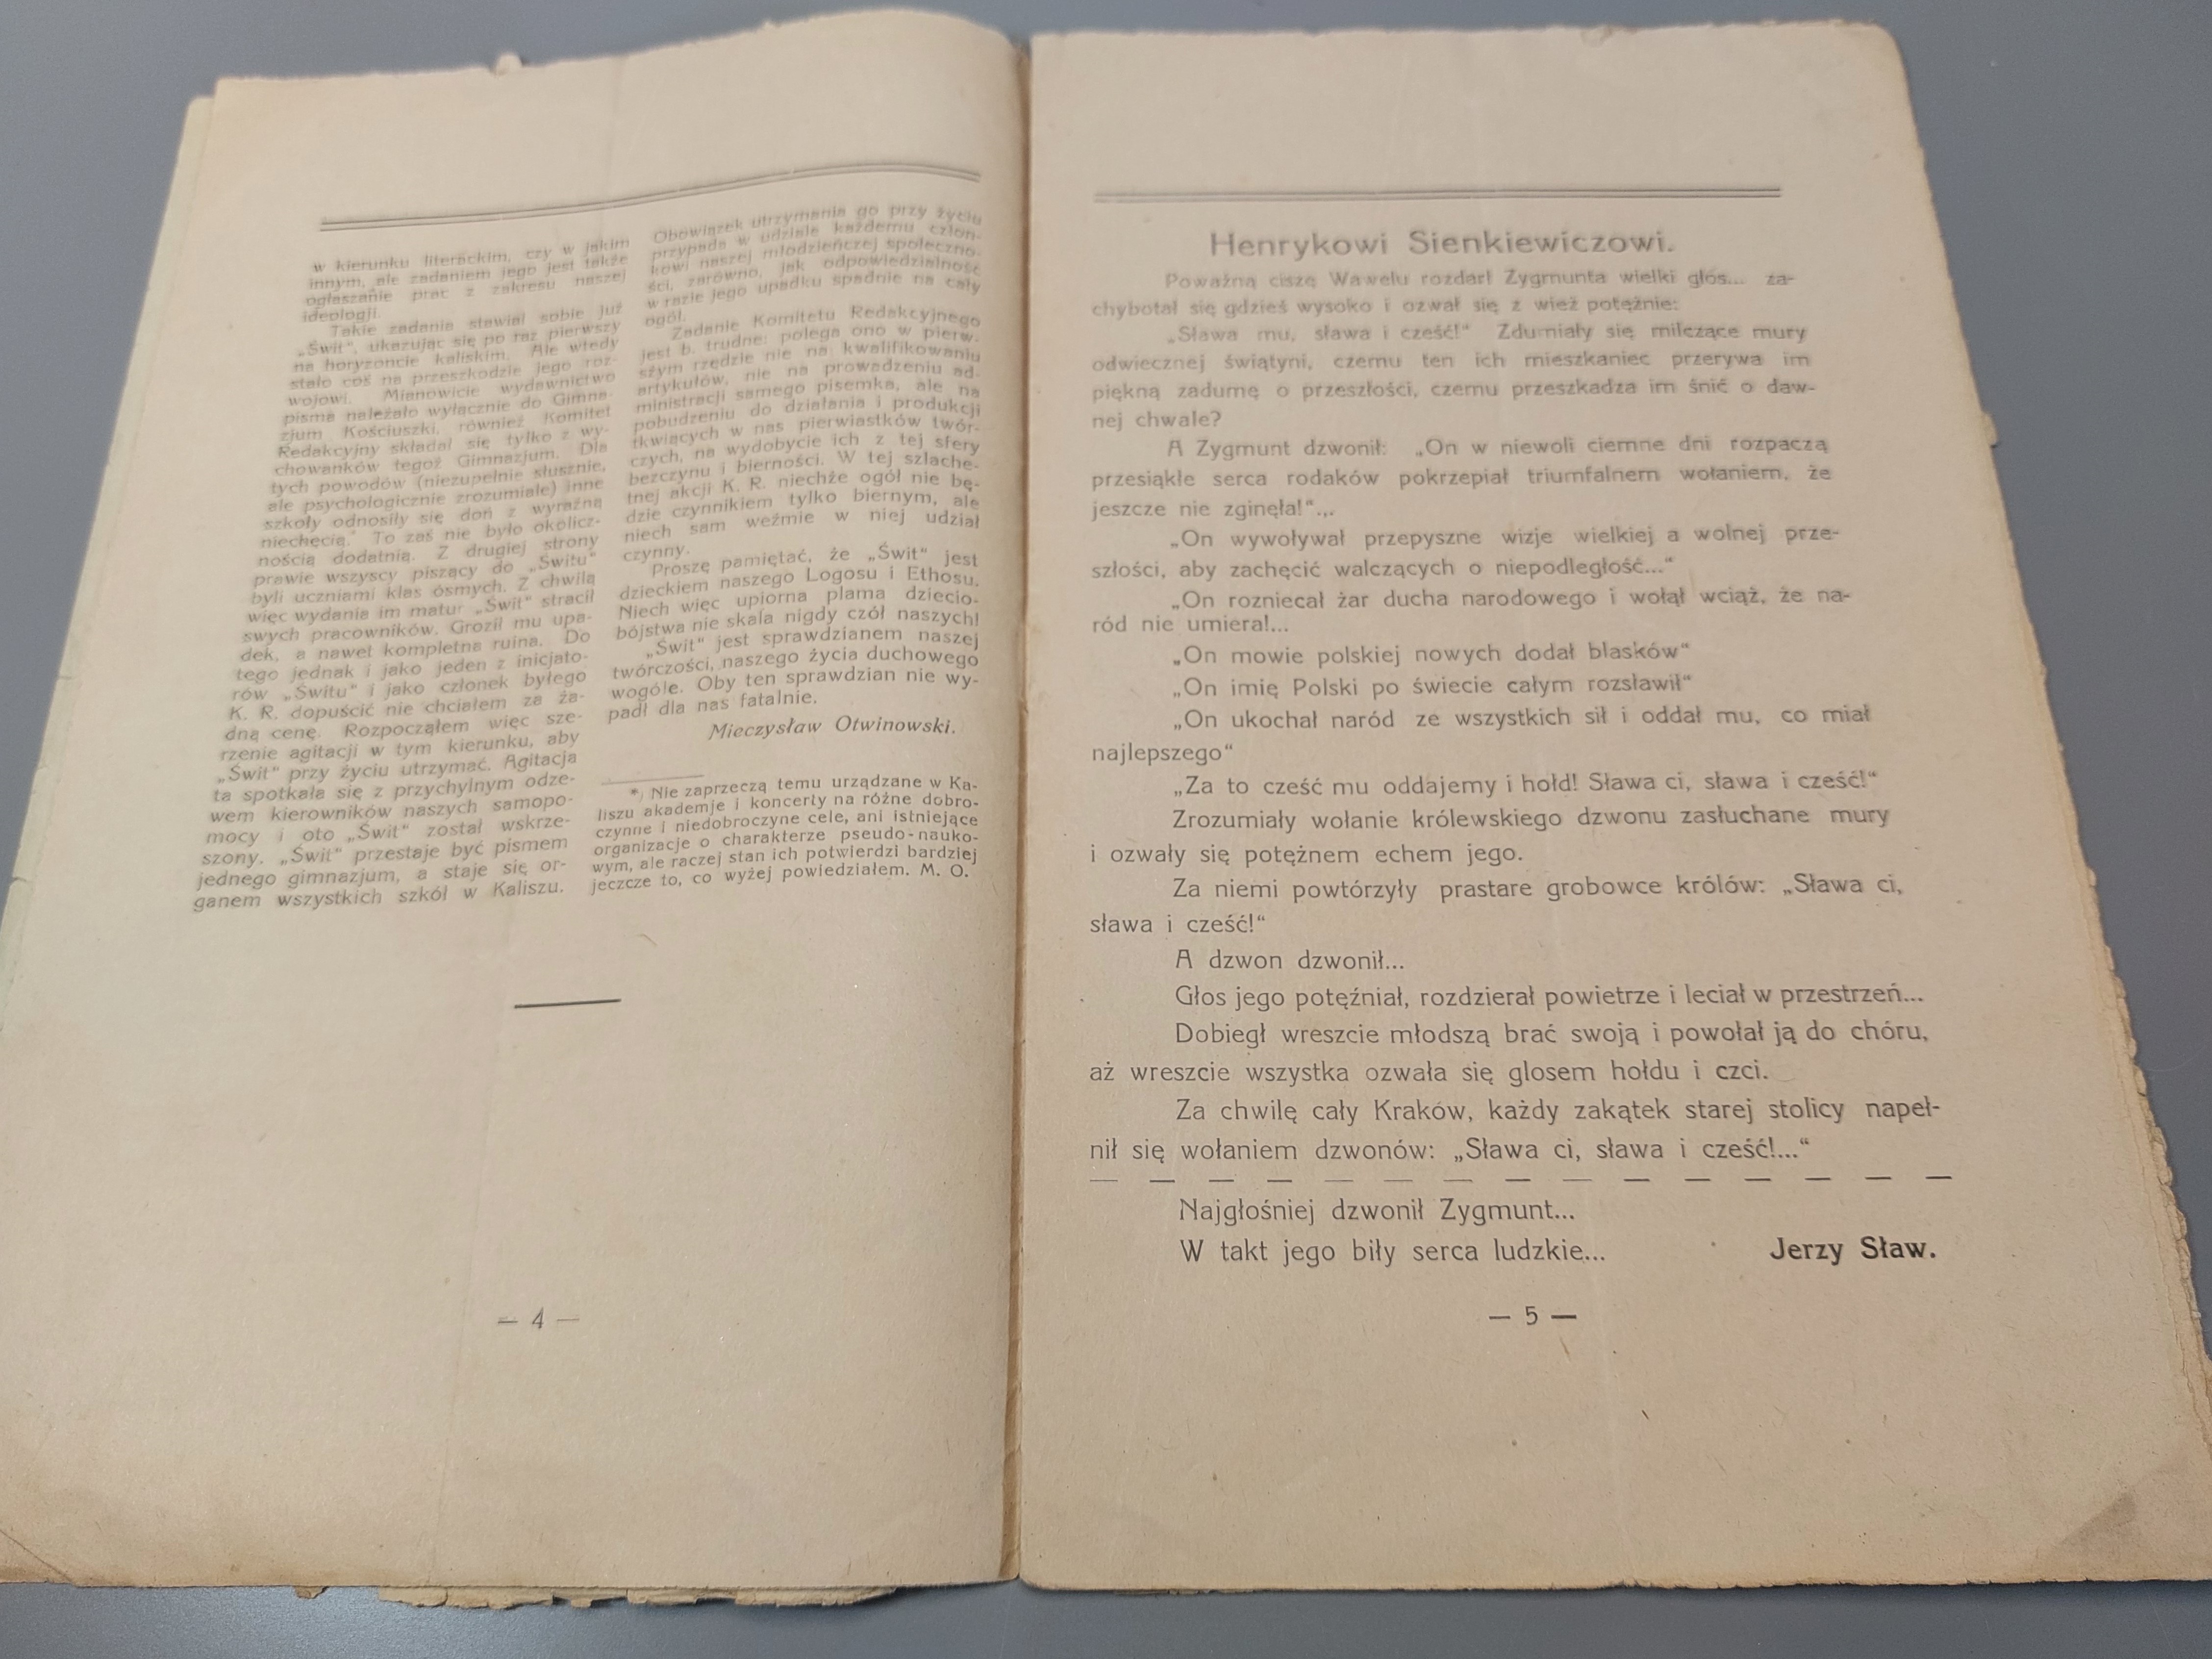 w kierunku literackim, czy w jakim
innym, ale zadaniem jego jest także
ogłaszanie prac z zakresu naszej
ideologji.
Takie zadania stawiał sobie już
„Świt“, ukazując się po raz pierwszy
na horyzoncie kaliskim. Ale wtedy
stało coś na przeszkodzie jego roz-
wojowi. Mianowicie wydawnictwo
pisma należało wyłącznie do Gimna-
zjum Kościuszki, również Komitet
Redakcyjny składał się tylko z wy-
chowanków tegoż Gimnazjum. Dla
tych powodów (niezupełnie słusznie,
ale psychologicznie zrozumiale) inne
szkoły odnosiły się doń z wyraźną
niechęcią. To zaś nie było okolicz-
nością dodatnią. Z drugiej strony
prawie wszyscy piszący do „Świtu“
byli uczniami klas ósmych. Z chwilą
więc wydania im matur „Świt“ stracił
swych pracowników. Groził mu upa-
dek, a nawet kompletna ruina. Do
tego jednak i jako jeden z inicjato-
rów „Świtu“ i jako członek byłego
K. R. dopuścić nie chciałem za ża-
dną cenę. Rozpocząłem więc sze-
rzenie agitacji w tym kierunku, aby
„Świt“ przy życiu utrzymać. Agitacja
ta spotkała się z przychylnym odze-
wem kierowników naszych samopo-
mocy i oto „Świt“ został wskrze-
szony. „Świt“ przestaje być pismem
jednego gimnazjum, a staje się or-
ganem wszystkich szkół w Kaliszu.
Obowiązek utrzymania go przy życiu
przypada w udziale każdemu człon-
kowi naszej młodzieńczej społeczno-
ści, zarówno, jak odpowiedzialność
w razie jego upadku spadnie na cały
ogół.
Zadanie Komitetu Redakcyjnego
jest b. trudne: polega ono w pierw-
szym rzędzie nie na kwalifikowaniu
artykułów, nie na prowadzeniu ad-
ministracji samego pisemka, ale na
pobudzeniu do działania i produkcji
tkwiących w nas pierwiastków twór-
czych, na wydobycie ich z tej sfery
bezczynu i bierności. W tej szlache-
tnej akcji K. R. niechże ogół nie bę-
dzie czynnikiem tylko biernym, ale
niech sam weźmie w niej udział
czynny.
Proszę pamiętać, że „Świt“ jest
dzieckiem naszego Logosu i Ethosu.
Niech więc upiorna plama dziecio-
bójstwa nie skala nigdy czół naszych!
„Świt“ jest sprawdzianem naszej
twórczości, naszego życia duchowego
wogóle. Oby ten sprawdzian nie wy-
padł dla nas fatalnie.
Mieczysław Otwinowski.
*) Nie zaprzeczą temu urządzane w Ka-
liszu akademje i koncerty na różne dobro-
czynne i niedobroczyne cele, ani istniejące
organizacje o charakterze pseudo-nauko-
wym, ale raczej stan ich potwierdzi bardziej
jeczcze to, co wyżej powiedziałem. M. O.
— 4 —
Henrykowi Sienkiewiczowi.
Poważną ciszę Wawelu rozdarł Zygmunta wielki głos... za-
chybotał się gdzieś wysoko i ozwał się z wież potężnie:
„Sława mu, sława i cześć!“ Zdumiały się milczące mury
odwiecznej świątyni, czemu ten ich mieszkaniec przerywa im
piękną zadumę o przeszłości, czemu przeszkadza im śnić o daw-
nej chwale?
A Zygmunt dzwonił: „On w niewoli ciemne dni rozpaczą
przesiąkłe serca rodaków pokrzepiał triumfalnem wołaniem, że
jeszcze nie zginęła!“...
„On wywoływał przepyszne wizje wielkiej a wolnej prze-
szłości, aby zachęcić walczących o niepodległość...“
„On rozniecał żar ducha narodowego i wołął wciąż, że na-
ród nie umiera!...
„On mowie polskiej nowych dodał blasków“
„On imię Polski po świecie całym rozsławił“
„On ukochał naród ze wszystkich sił i oddał mu, co miał
najlepszego“
„Za to cześć mu oddajemy i hołd! Sława ci, sława i cześć!“
Zrozumiały wołanie królewskiego dzwonu zasłuchane mury
i ozwały się potężnem echem jego.
Za niemi powtórzyły prastare grobowce królów: „Sława ci,
sława i cześć!“
A dzwon dzwonił...
Głos jego potężniał, rozdzierał powietrze i leciał w przestrzeń...
Dobiegł wreszcie młodszą brać swoją i powołał ją do chóru,
aż wreszcie wszystka ozwała się glosem hołdu i czci.
Za chwilę cały Kraków, każdy zakątek starej stolicy napeł-
nił się wołaniem dzwonów: „Sława ci, sława i cześć!...“
— — — — — — — — — — — — — — —
Najgłośniej dzwonił Zygmunt...
W takt jego biły serca ludzkie...
Jerzy Sław.
— 5 —